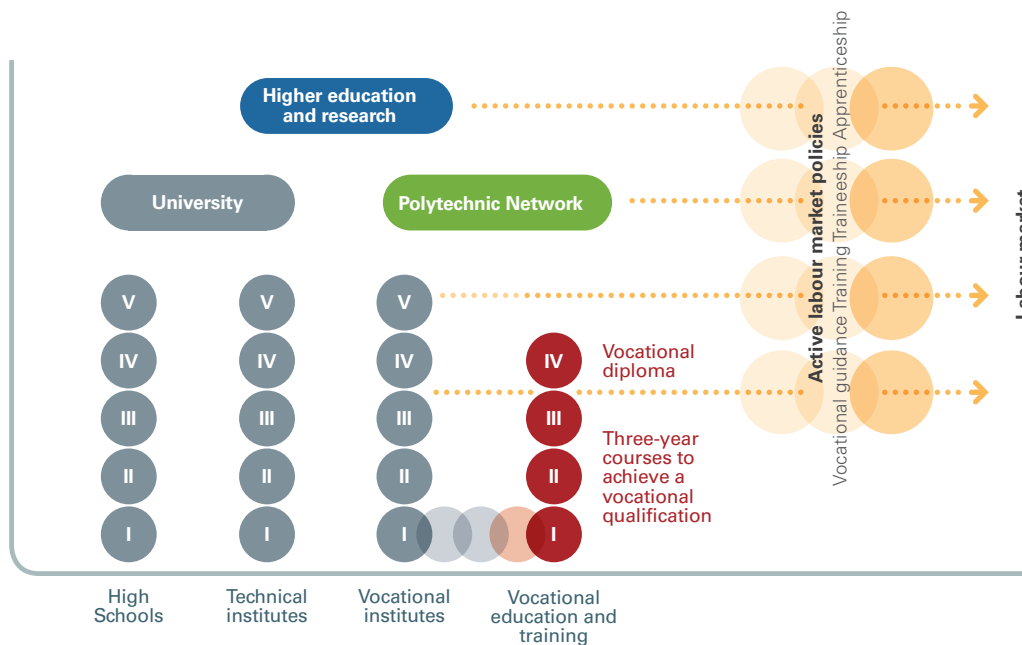 Higher education
and research
University
Polytechnic Network
V
V
V
IV
IV
IV
IV
Vocational
diploma
III
III
III
III
Three-year
courses to
achieve a
vocational
qualification
II
II
II
II
I
I
I
I
High
Schools
Technical
institutes
Vocational
institutes
Vocational
education and
training
Active labour market policies
Vocational guidance Training Traineeship Apprenticeship
Labour market